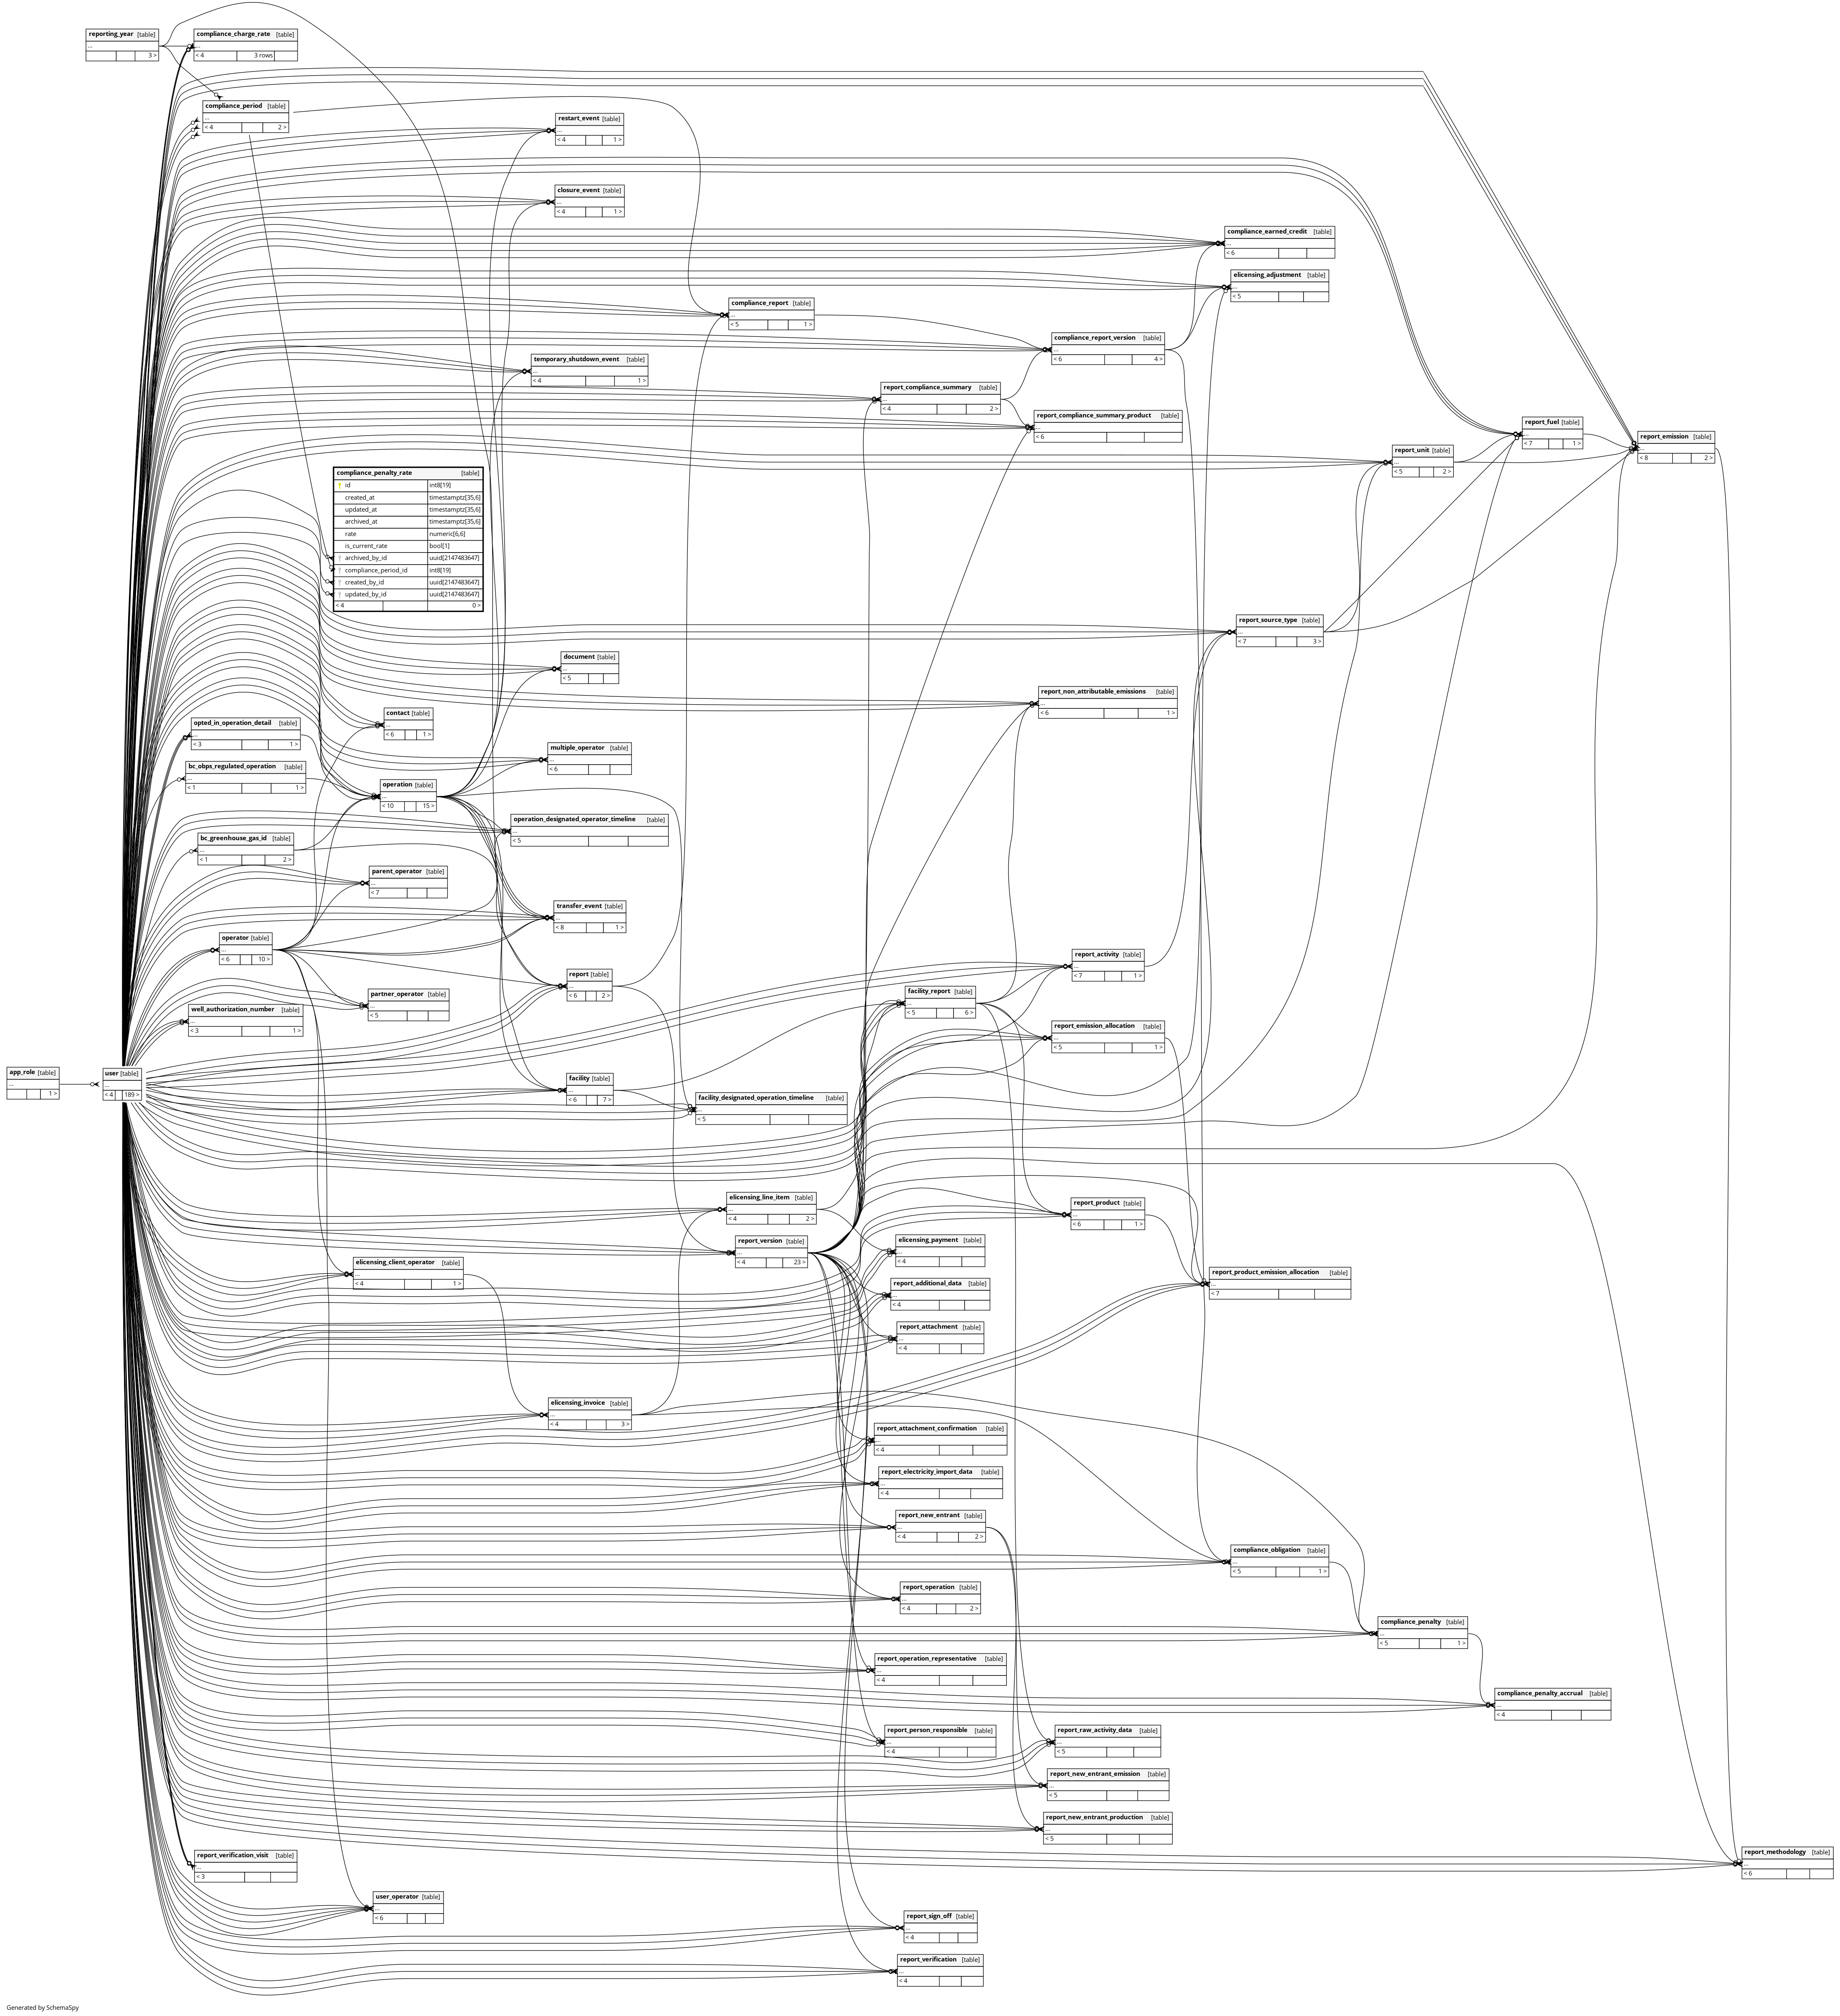 reporting_year [table]
...
3 >
compliance_charge_rate [table]
...
< 4 3 rows
compliance_period [table]
...
< 4 2 >
restart_event [table]
...
< 4 1 >
closure_event [table]
...
< 4 1 >
compliance_earned_credit [table]
...
< 6
elicensing_adjustment [table]
...
< 5
compliance_report [table]
...
< 5 1 >
compliance_report_version [table]
...
< 6 4 >
temporary_shutdown_event [table]
...
< 4 1 >
report_compliance_summary [table]
...
< 4 2 >
report_compliance_summary_product [table]
...
< 6
report_fuel [table]
...
< 7 1 >
report_emission [table]
...
< 8 2 >
report_unit [table]
...
< 5 2 >
compliance_penalty_rate [table]
id int8[19]
created_at timestamptz[35,6]
updated_at timestamptz[35,6]
archived_at timestamptz[35,6]
rate numeric[6,6]
is_current_rate bool[1]
archived_by_id uuid[2147483647]
compliance_period_id int8[19]
created_by_id uuid[2147483647]
updated_by_id uuid[2147483647]
< 4 0 >
report_source_type [table]
...
< 7 3 >
document [table]
...
< 5
report_non_attributable_emissions [table]
...
< 6 1 >
contact [table]
...
< 6 1 >
opted_in_operation_detail [table]
...
< 3 1 >
multiple_operator [table]
...
< 6
bc_obps_regulated_operation [table]
...
< 1 1 >
operation [table]
...
< 10 15 >
operation_designated_operator_timeline [table]
...
< 5
bc_greenhouse_gas_id [table]
...
< 1 2 >
parent_operator [table]
...
< 7
transfer_event [table]
...
< 8 1 >
operator [table]
...
< 6 10 >
report_activity [table]
...
< 7 1 >
report [table]
...
< 6 2 >
partner_operator [table]
...
< 5
facility_report [table]
...
< 5 6 >
well_authorization_number [table]
...
< 3 1 >
report_emission_allocation [table]
...
< 5 1 >
app_role [table]
...
1 >
user [table]
...
< 4 189 >
facility [table]
...
< 6 7 >
facility_designated_operation_timeline [table]
...
< 5
elicensing_line_item [table]
...
< 4 2 >
report_product [table]
...
< 6 1 >
report_version [table]
...
< 4 23 >
elicensing_payment [table]
...
< 4
elicensing_client_operator [table]
...
< 4 1 >
report_product_emission_allocation [table]
...
< 7
report_additional_data [table]
...
< 4
report_attachment [table]
...
< 4
elicensing_invoice [table]
...
< 4 3 >
report_attachment_confirmation [table]
...
< 4
report_electricity_import_data [table]
...
< 4
report_new_entrant [table]
...
< 4 2 >
compliance_obligation [table]
...
< 5 1 >
report_operation [table]
...
< 4 2 >
compliance_penalty [table]
...
< 5 1 >
report_operation_representative [table]
...
< 4
compliance_penalty_accrual [table]
...
< 4
report_person_responsible [table]
...
< 4
report_raw_activity_data [table]
...
< 5
report_new_entrant_emission [table]
...
< 5
report_new_entrant_production [table]
...
< 5
report_verification_visit [table]
...
< 3
report_methodology [table]
...
< 6
user_operator [table]
...
< 6
report_sign_off [table]
...
< 4
report_verification [table]
...
< 4
Generated by SchemaSpy